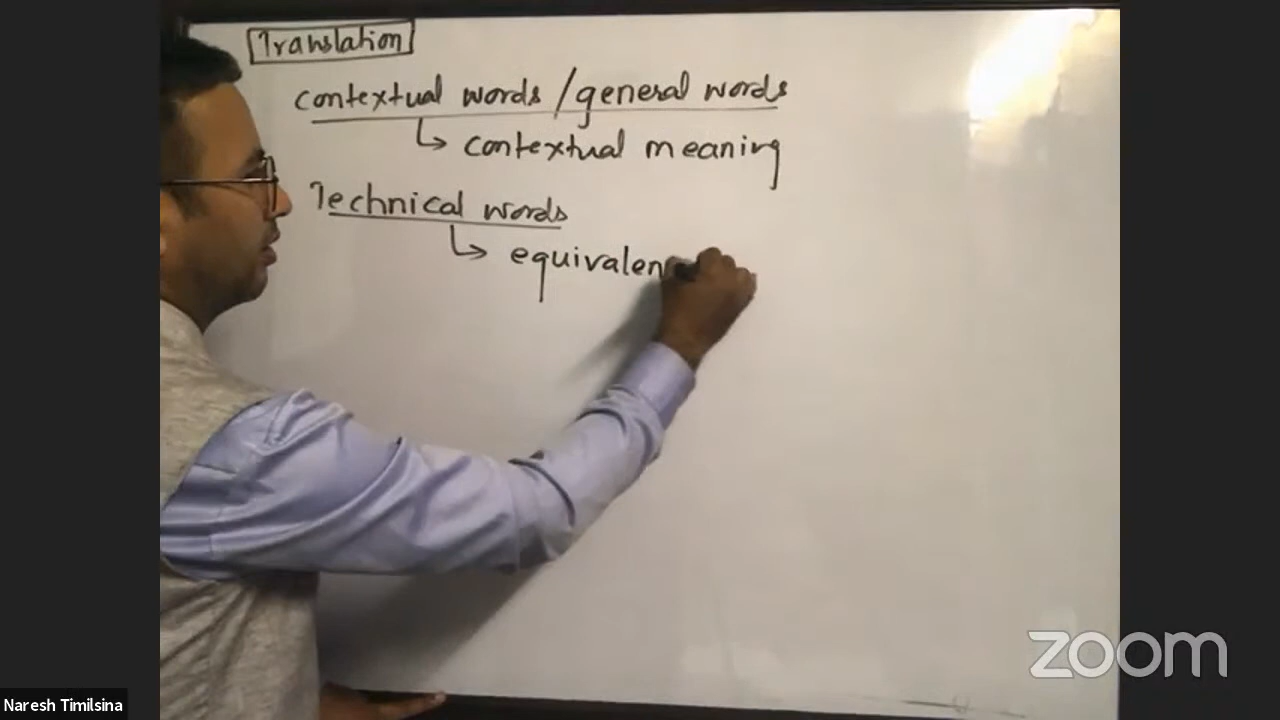 Translation
contextual words / general words
↳ contextual meaning
Technical words
↳ equivalen
zoom
Naresh Timilsina